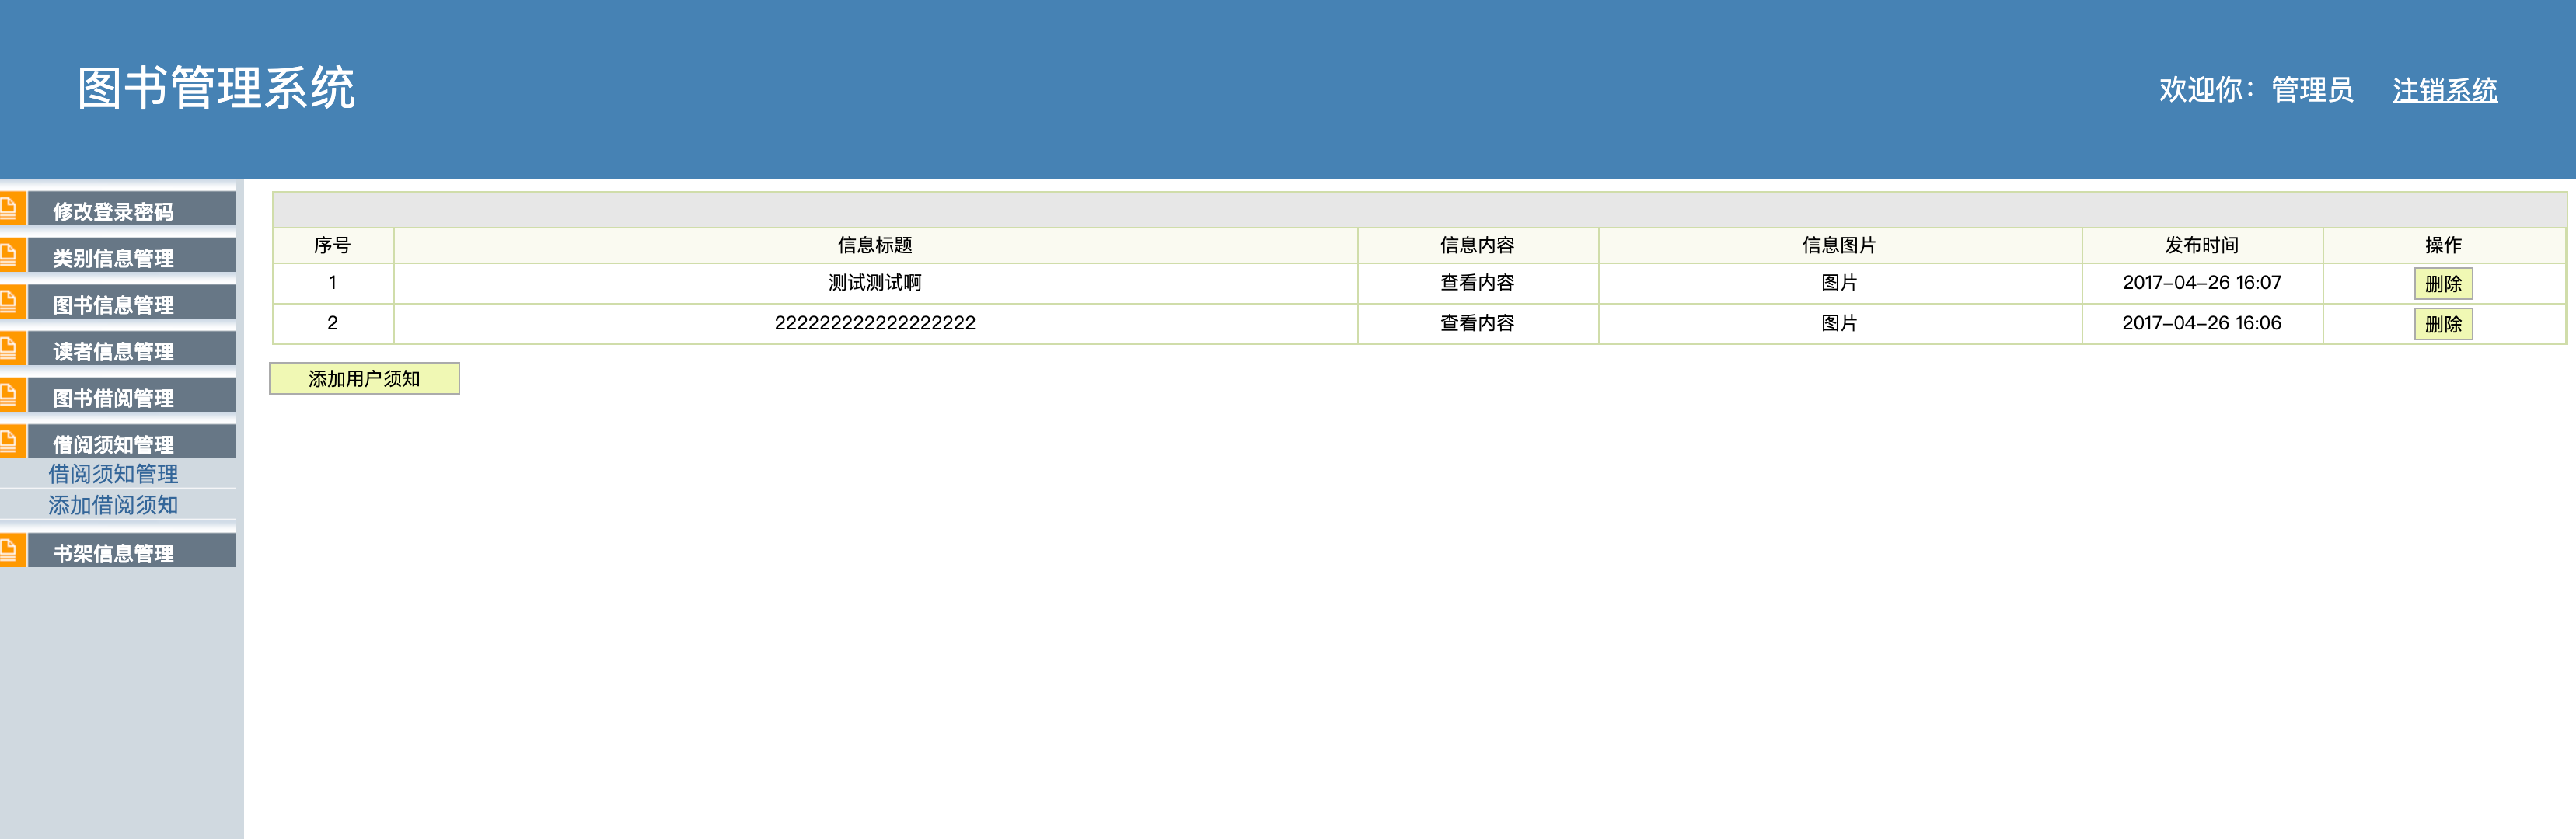 图书管理系统
欢迎你：管理员 注销系统
修改登录密码
类别信息管理
图书信息管理
读者信息管理
图书借阅管理
借阅须知管理
借阅须知管理
添加借阅须知
书架信息管理
序号 信息标题 信息内容 信息图片 发布时间 操作
1 测试测试啊 查看内容 图片 2017-04-26 16:07 删除
2 222222222222222222 查看内容 图片 2017-04-26 16:06 删除
添加用户须知